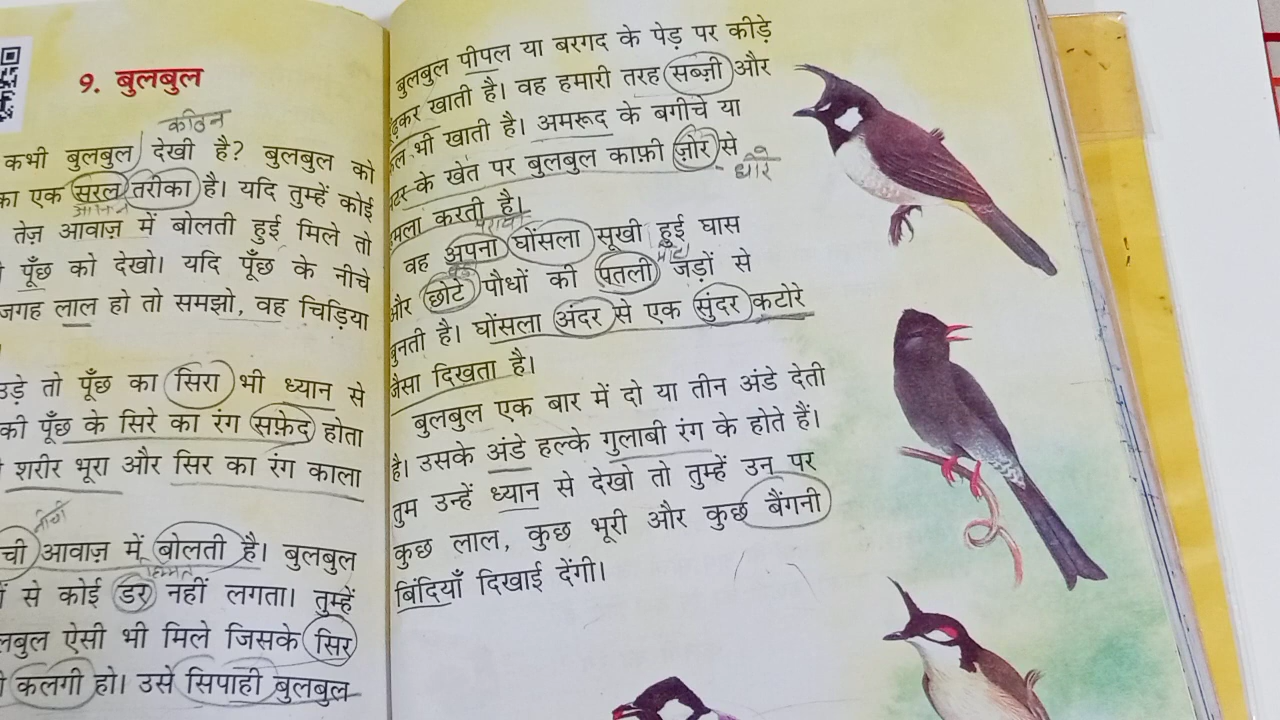 9. बुलबुल
कठिन
कभी बुलबुल देखी है? बुलबुल को
का एक सरल तरीका है। यदि तुम्हें कोई
तेज़ आवाज़ में बोलती हुई मिले तो
पूँछ को देखो। यदि पूँछ के नीचे
जगह लाल हो तो समझो, वह चिड़िया
उड़े तो पूँछ का सिरा भी ध्यान से
की पूँछ के सिरे का रंग सफ़ेद होता
शरीर भूरा और सिर का रंग काला
नीची
ची आवाज़ में बोलती है। बुलबुल
हिम्मत
से कोई डर नहीं लगता। तुम्हें
लबुल ऐसी भी मिले जिसके सिर
कलगी हो। उसे सिपाही बुलबुल
बुलबुल पीपल या बरगद के पेड़ पर कीड़े
ढ़कर खाती है। वह हमारी तरह सब्ज़ी और
ल भी खाती है। अमरूद के बगीचे या
टर के खेत पर बुलबुल काफ़ी ज़ोर से
धीरे
मला करती है।
पराया
वह अपना घोंसला सूखी हुई घास
मोटी
और छोटे पौधों की पतली जड़ों से
बुनती है। घोंसला अंदर से एक सुंदर कटोरे
जैसा दिखता है।
बुलबुल एक बार में दो या तीन अंडे देती
है। उसके अंडे हल्के गुलाबी रंग के होते हैं।
तुम उन्हें ध्यान से देखो तो तुम्हें उन पर
कुछ लाल, कुछ भूरी और कुछ बैंगनी
बिंदियाँ दिखाई देंगी।